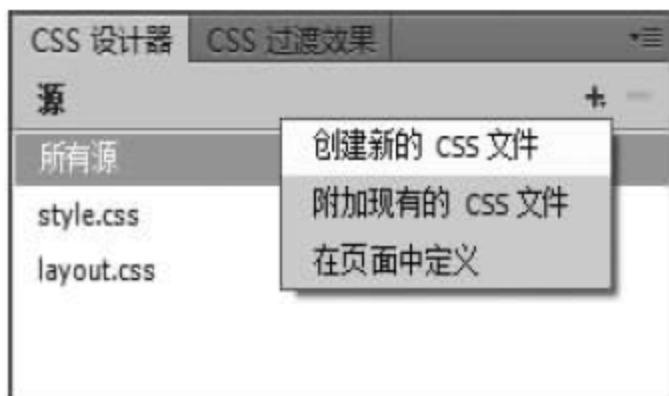 CSS 设计器 CSS 过渡效果
源
所有源
创建新的 CSS 文件
style.css
附加现有的 CSS 文件
layout.css
在页面中定义